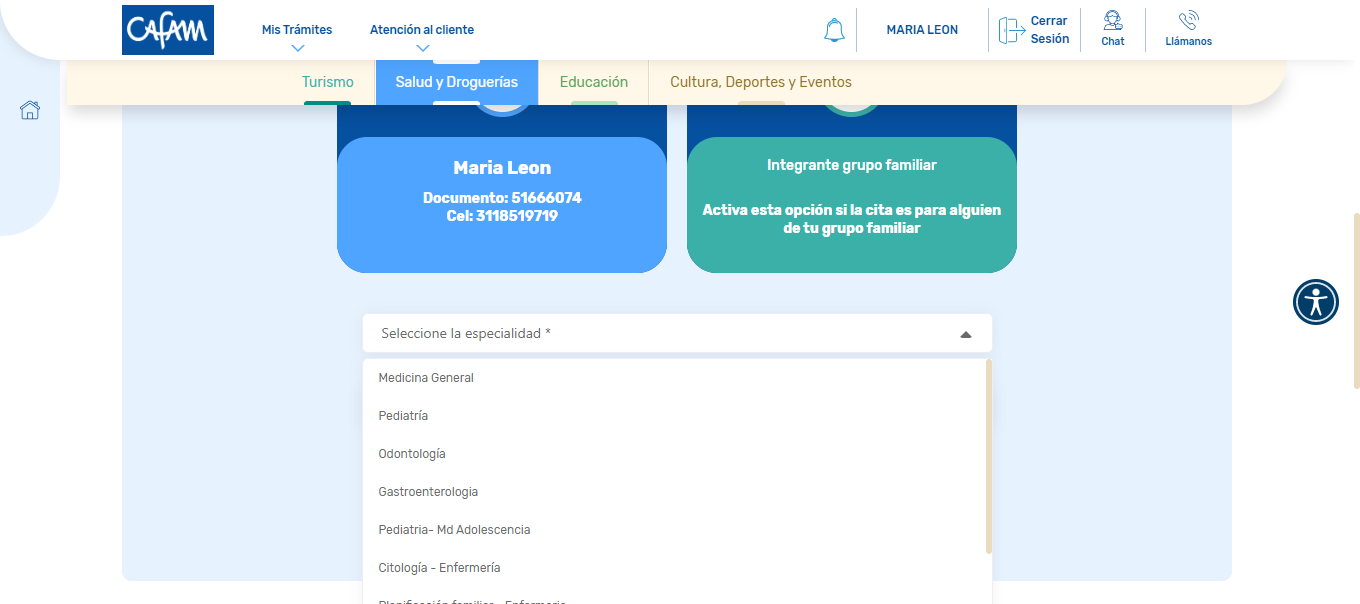 CAFAM
Mis Trámites
Atención al cliente
MARIA LEON
Cerrar
Sesión
Chat
Llámanos
Turismo
Salud y Droguerías
Educación
Cultura, Deportes y Eventos
Maria Leon
Documento: 51666074
Cel: 3118519719
Integrante grupo familiar
Activa esta opción si la cita es para alguien
de tu grupo familiar
Seleccione la especialidad *
Medicina General
Pediatría
Odontología
Gastroenterologia
Pediatria- Md Adolescencia
Citología - Enfermería